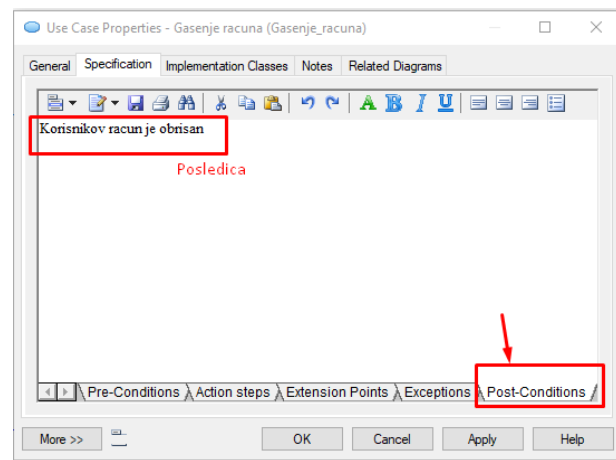 Use Case Properties - Gasenje racuna (Gasenje_racuna)
General Specification Implementation Classes Notes Related Diagrams
A B I U
Korisnikov racun je obrisan
Posledica
Pre-Conditions Action steps Extension Points Exceptions Post-Conditions
More >> OK Cancel Apply Help